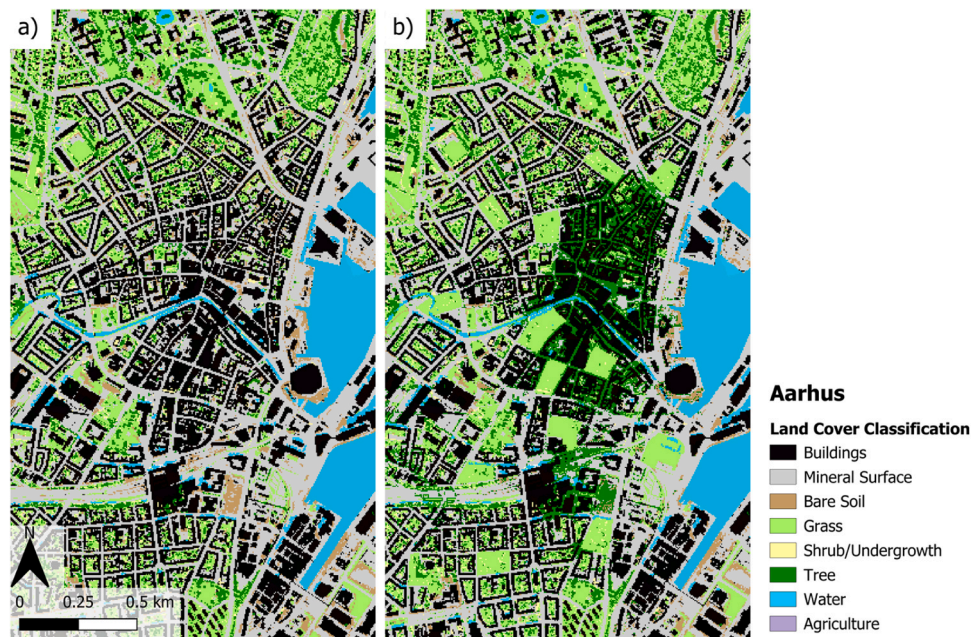 a)
b)
N
0 0.25 0.5 km
Aarhus
Land Cover Classification
Buildings
Mineral Surface
Bare Soil
Grass
Shrub/Undergrowth
Tree
Water
Agriculture